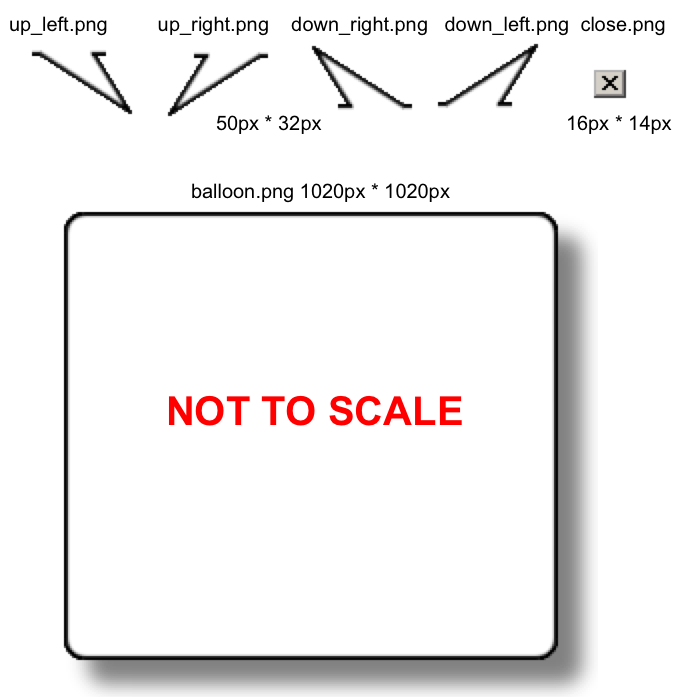 up_left.png up_right.png down_right.png down_left.png close.png
50px * 32px 16px * 14px
balloon.png 1020px * 1020px
NOT TO SCALE